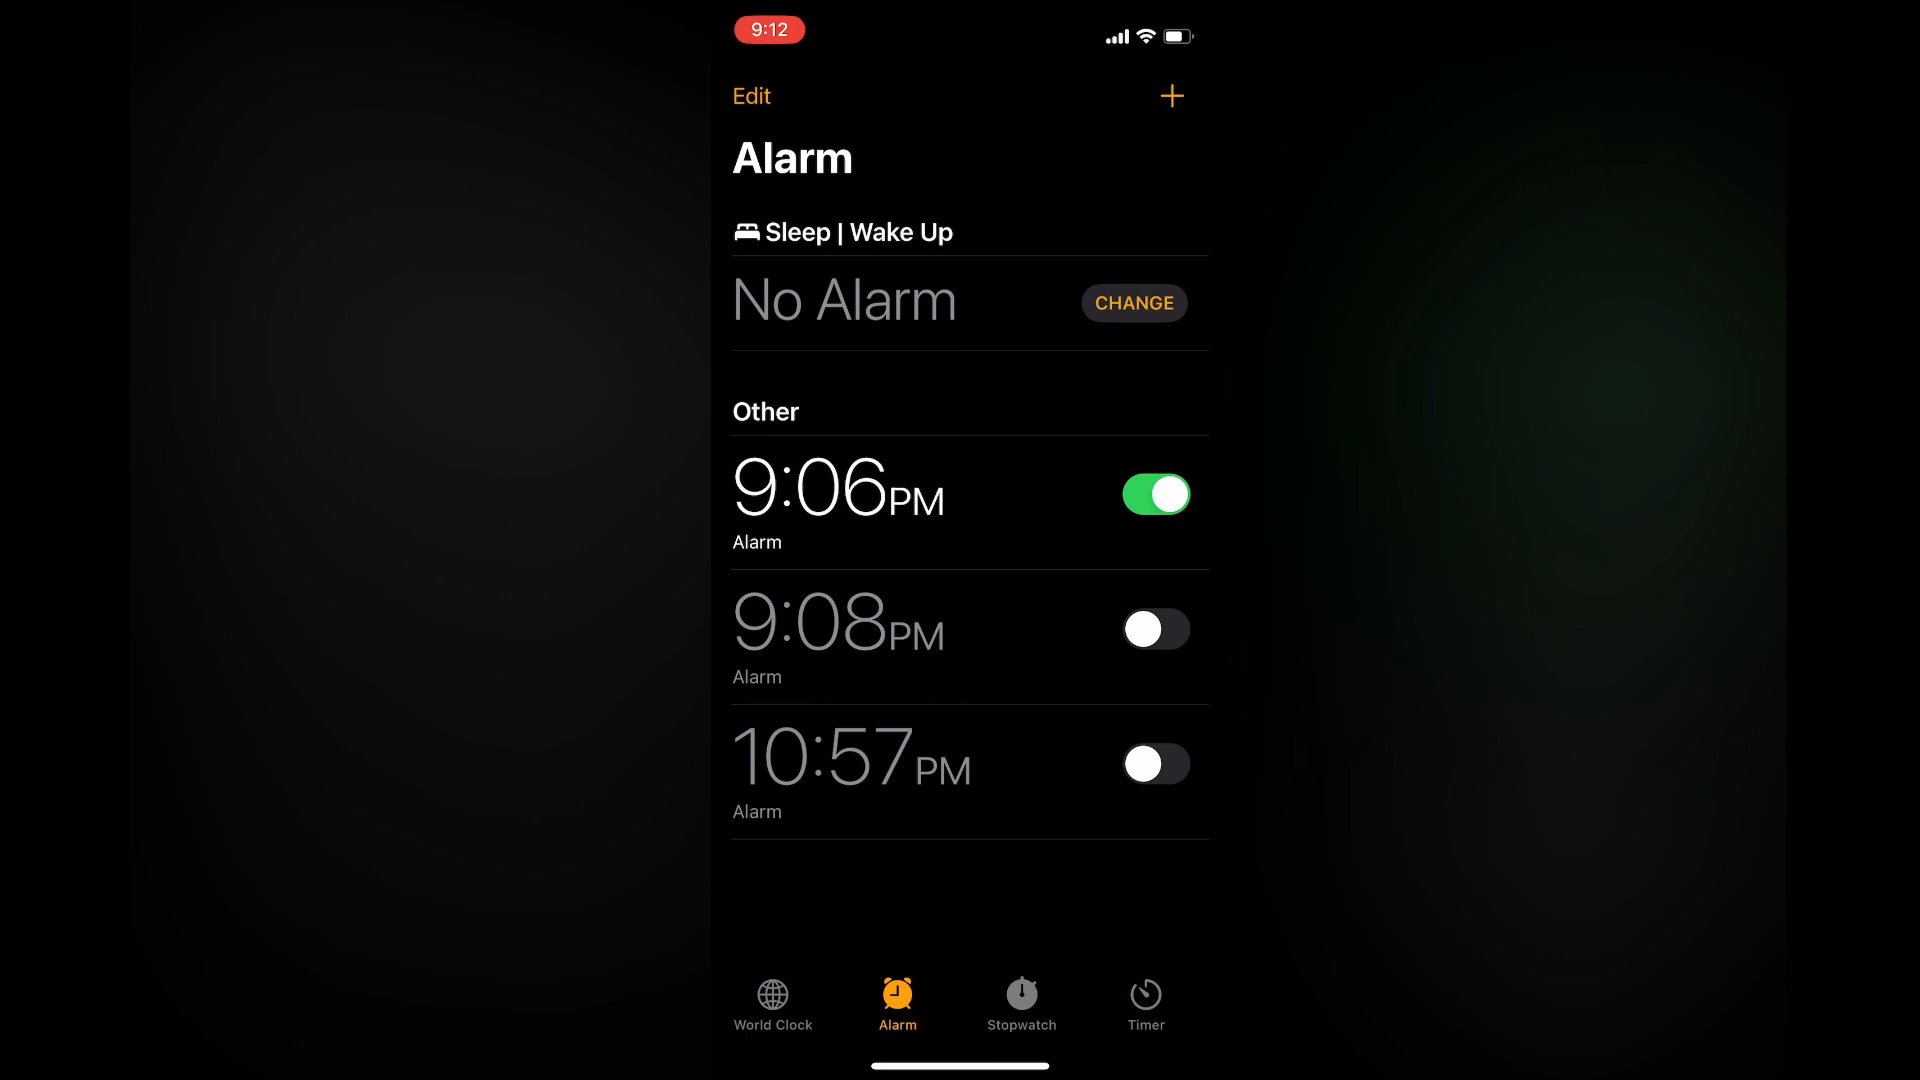 9:12
Edit
Alarm
Sleep | Wake Up
No Alarm CHANGE
Other
9:06PM
Alarm
9:08PM
Alarm
10:57PM
Alarm
World Clock Alarm Stopwatch Timer